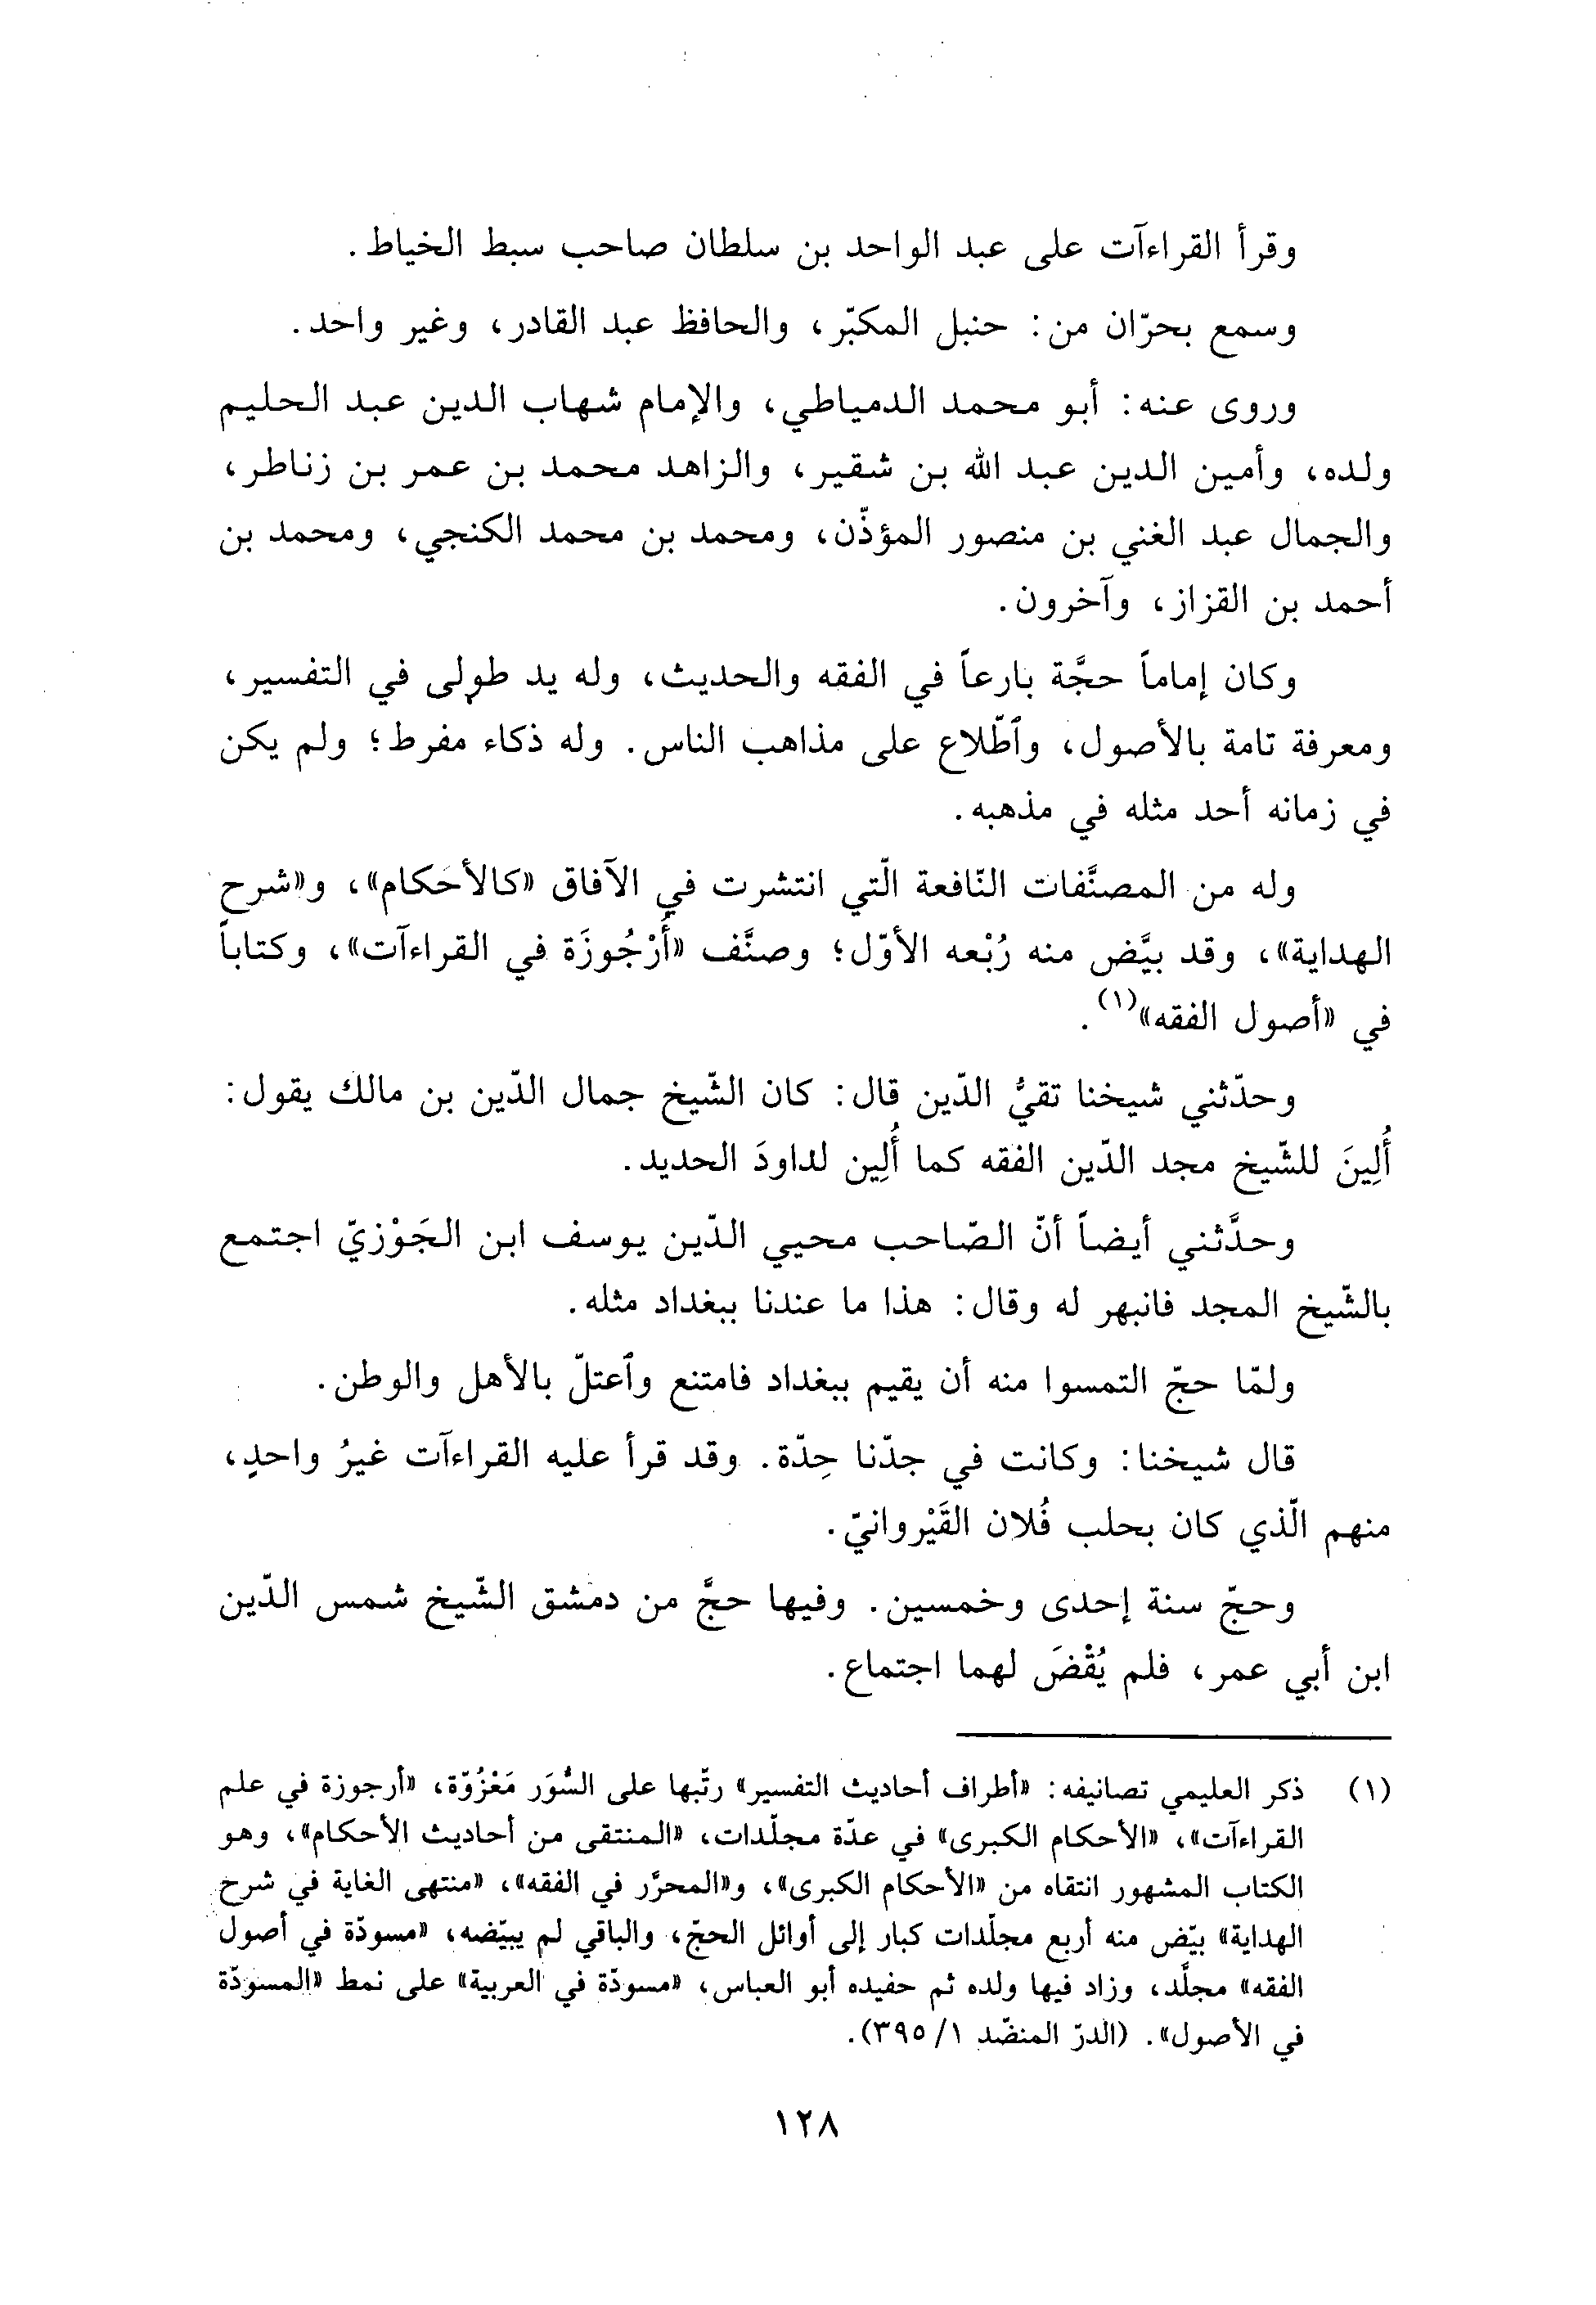 وقرأ القراءآت على عبد الواحد بن سلطان صاحب سبط الخياط.
وسمع بحرّان من: حنبل المكبّر، والحافظ عبد القادر، وغير واحد.
وروى عنه: أبو محمد الدمياطي، والإمام شهاب الدين عبد الحليم
ولده، وأمين الدين عبد الله بن شقير، والزاهد محمد بن عمر بن زناطر،
والجمال عبد الغني بن منصور المؤذّن، ومحمد بن محمد الكنجي، ومحمد بن
أحمد بن القزاز، وآخرون.
وكان إماماً حجَّة بارعاً في الفقه والحديث، وله يد طولى في التفسير،
ومعرفة تامة بالأصول، وٱطّلاع على مذاهب الناس. وله ذكاء مفرط؛ ولم يكن
في زمانه أحد مثله في مذهبه.
وله من المصنَّفات النّافعة الّتي انتشرت في الآفاق «كالأحكام»، و«شرح
الهداية»، وقد بيَّض منه رُبْعه الأوّل؛ وصنَّف «أُرْجُوزَة في القراءآت»، وكتاباً
في «أصول الفقه»(١).
وحدّثني شيخنا تقيُّ الدّين قال: كان الشّيخ جمال الدّين بن مالك يقول:
أُلِينَ للشّيخ مجد الدّين الفقه كما أُلِين لداودَ الحديد.
وحدَّثني أيضاً أنّ الصّاحب محيي الدّين يوسف ابن الجَوْزيّ اجتمع
بالشّيخ المجد فانبهر له وقال: هذا ما عندنا ببغداد مثله.
ولمّا حجّ التمسوا منه أن يقيم ببغداد فامتنع وٱعتلّ بالأهل والوطن.
قال شيخنا: وكانت في جدّنا حِدّة. وقد قرأ عليه القراءآت غيرُ واحدٍ،
منهم الّذي كان بحلب فُلان القَيْروانيّ.
وحجّ سنة إحدى وخمسين. وفيها حجَّ من دمشق الشّيخ شمس الدّين
ابن أبي عمر، فلم يُقْضَ لهما اجتماع.
(١) ذكر العليمي تصانيفه: «أطراف أحاديث التفسير» رتّبها على السُّوَر مَعْزُوّة، «أرجوزة في علم
القراءآت»، «الأحكام الكبرى» في عدّة مجلّدات، «المنتقى من أحاديث الأحكام»، وهو
الكتاب المشهور انتقاه من «الأحكام الكبرى»، و«المحرَّر في الفقه»، «منتهى الغاية في شرح
الهداية» بيّض منه أربع مجلّدات كبار إلى أوائل الحجّ، والباقي لم يبيّضه، «مسودّة في أصول
الفقه» مجلَّد، وزاد فيها ولده ثم حفيده أبو العباس، «مسودّة في العربية» على نمط «المسودّة
في الأصول». (الدرّ المنضّد ١/ ٣٩٥).
١٢٨